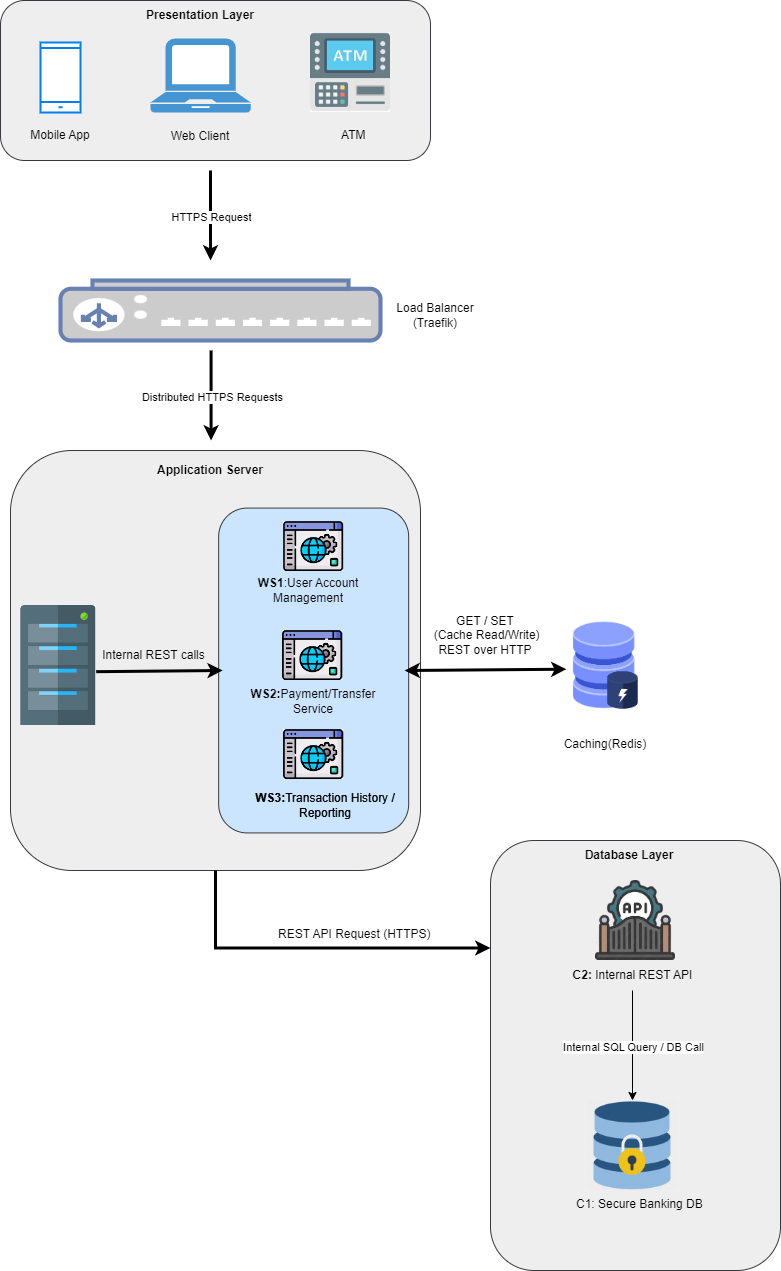 Presentation Layer
ATM
Mobile App
Web Client
ATM
HTTPS Request
Load Balancer
(Traefik)
Distributed HTTPS Requests
Application Server
WS1:User Account
Management
Internal REST calls
WS2:Payment/Transfer
Service
WS3:Transaction History /
Reporting
GET / SET
(Cache Read/Write)
REST over HTTP
Caching(Redis)
REST API Request (HTTPS)
Database Layer
API
C2: Internal REST API
Internal SQL Query / DB Call
C1: Secure Banking DB